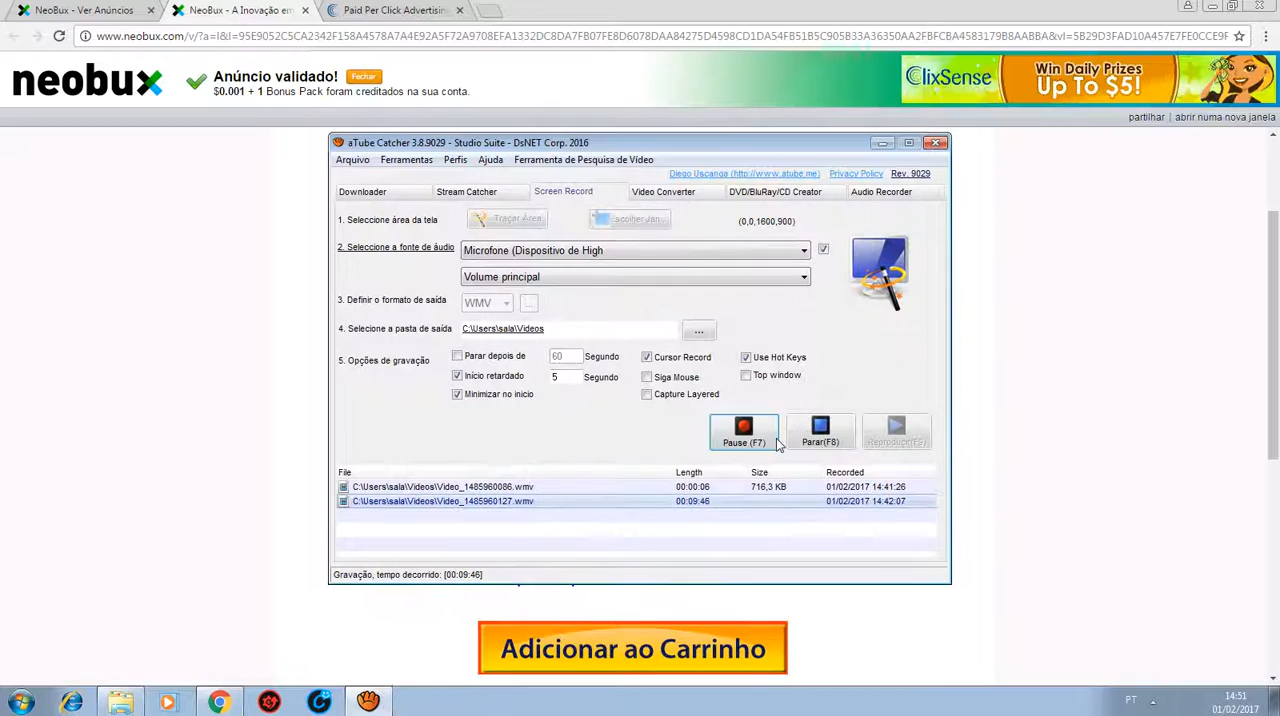 NeoBux - Ver Anúncios
NeoBux - A Inovação em
Paid Per Click Advertising
www.neobux.com/v/?a=l&l=
neobux
Anúncio validado! Fechar
$0.001 + 1 Bonus Pack foram creditados na sua conta.
ClixSense
Win Daily Prizes
Up To $5!
partilhar | abrir numa nova janela
aTube Catcher 3.8.9029 - Studio Suite - DsNET Corp. 2016
Arquivo Ferramentas Perfis Ajuda Ferramenta de Pesquisa de Vídeo
Diego Uscanga (http://www.atube.me) Privacy Policy Rev. 9029
Downloader Stream Catcher Screen Record Video Converter DVD/BluRay/CD Creator Audio Recorder
1. Seleccione área da tela Traçar Área Escolher Jan... (0,0,1600,900)
2. Seleccione a fonte de áudio Microfone (Dispositivo de High
Volume principal
3. Definir o formato de saída WMV ...
4. Selecione a pasta de saída C:\Users\sala\Videos ...
5. Opções de gravação Parar depois de 60 Segundo Cursor Record Use Hot Keys
Início retardado 5 Segundo Siga Mouse Top window
Minimizar no inicio Capture Layered
Pause (F7) Parar(F8) Reproducir(F9)
File Length Size Recorded
C:\Users\sala\Videos\Video_1485960086.wmv 00:00:06 716,3 KB 01/02/2017 14:41:26
C:\Users\sala\Videos\Video_1485960127.wmv 00:09:46 01/02/2017 14:42:07
Gravação, tempo decorrido: [00:09:46]
Adicionar ao Carrinho
PT
14:51
01/02/2017